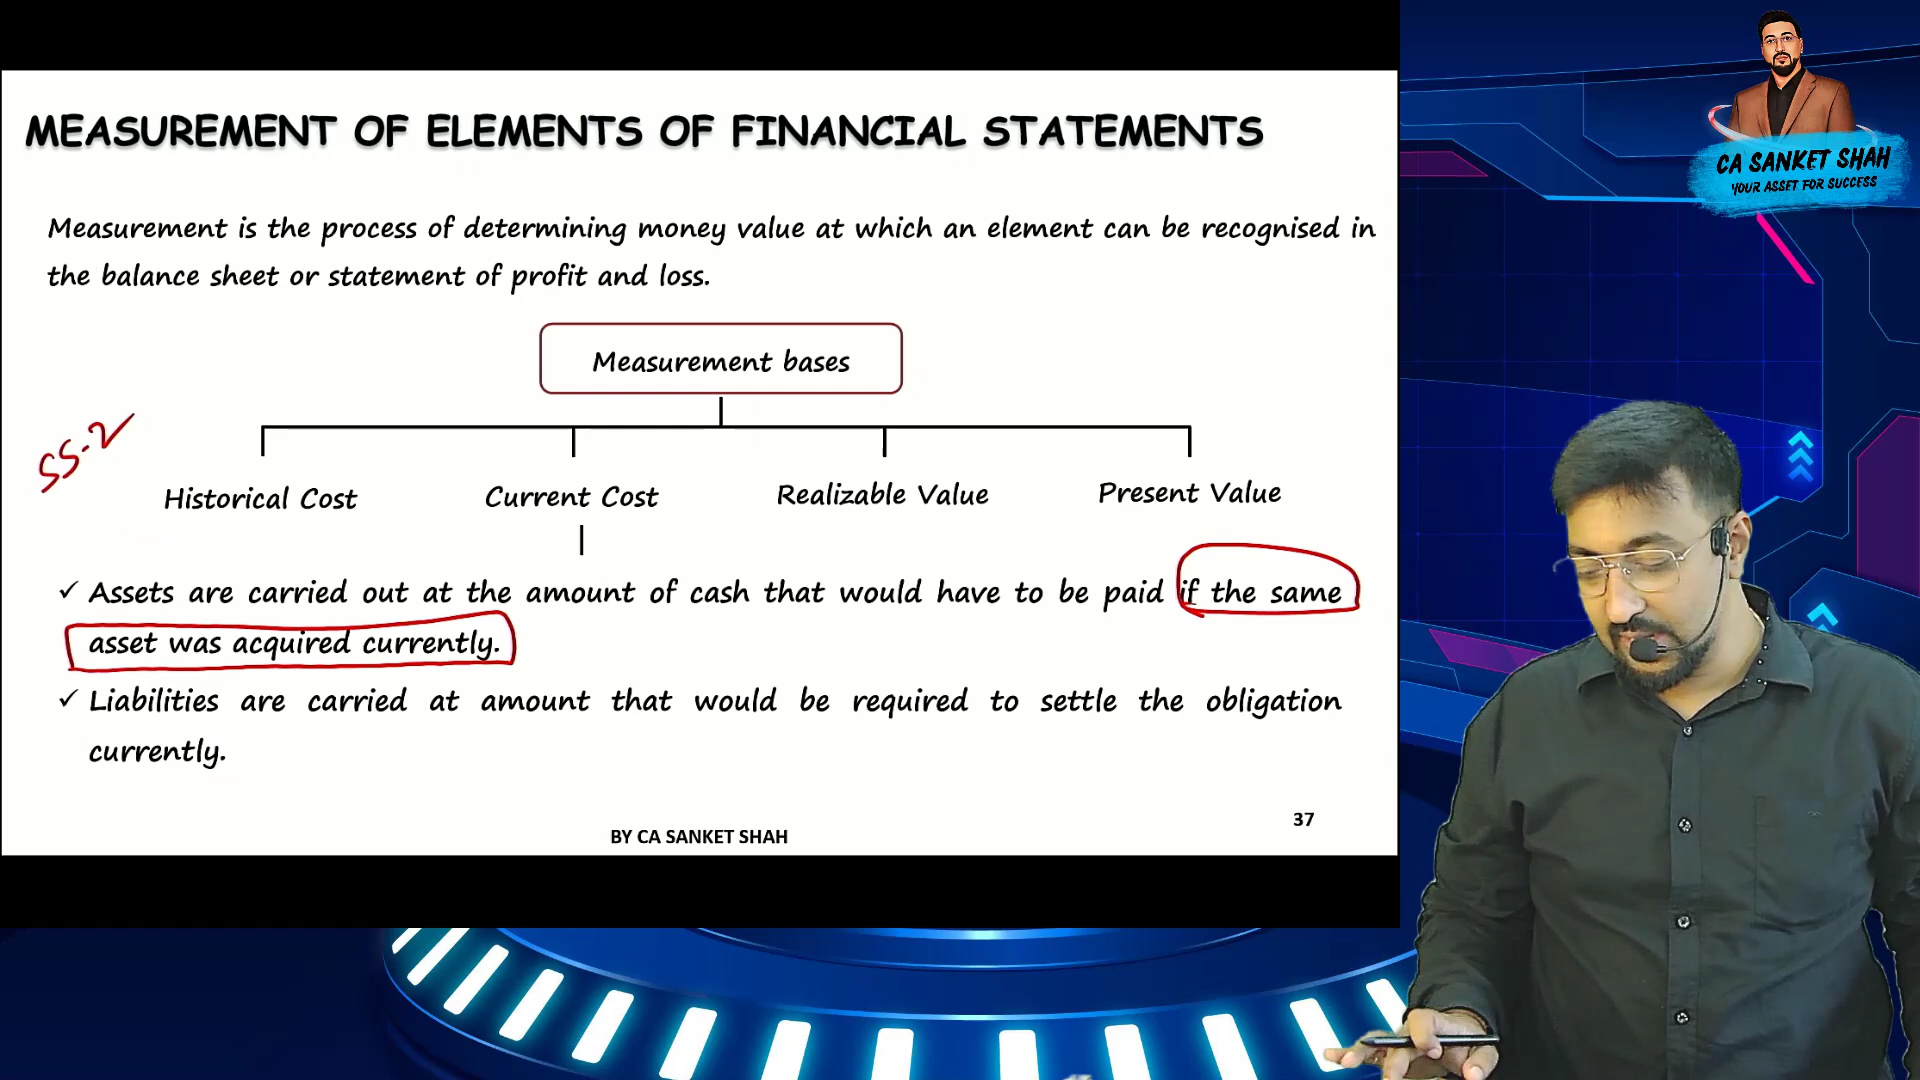 CA SANKET SHAH
YOUR ASSET FOR SUCCESS
MEASUREMENT OF ELEMENTS OF FINANCIAL STATEMENTS
Measurement is the process of determining money value at which an element can be recognised in
the balance sheet or statement of profit and loss.
Measurement bases
SS-2
Historical Cost
Current Cost
Realizable Value
Present Value
✓ Assets are carried out at the amount of cash that would have to be paid if the same
asset was acquired currently.
✓ Liabilities are carried at amount that would be required to settle the obligation
currently.
37
BY CA SANKET SHAH